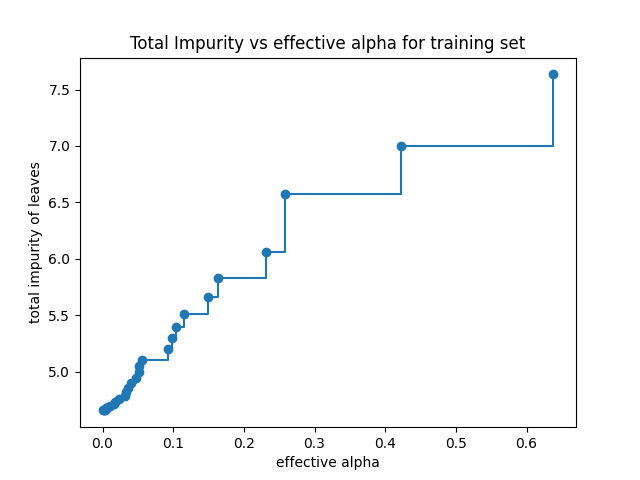 Total Impurity vs effective alpha for training set
total impurity of leaves
7.5
7.0
6.5
6.0
5.5
5.0
0.0 0.1 0.2 0.3 0.4 0.5 0.6
effective alpha